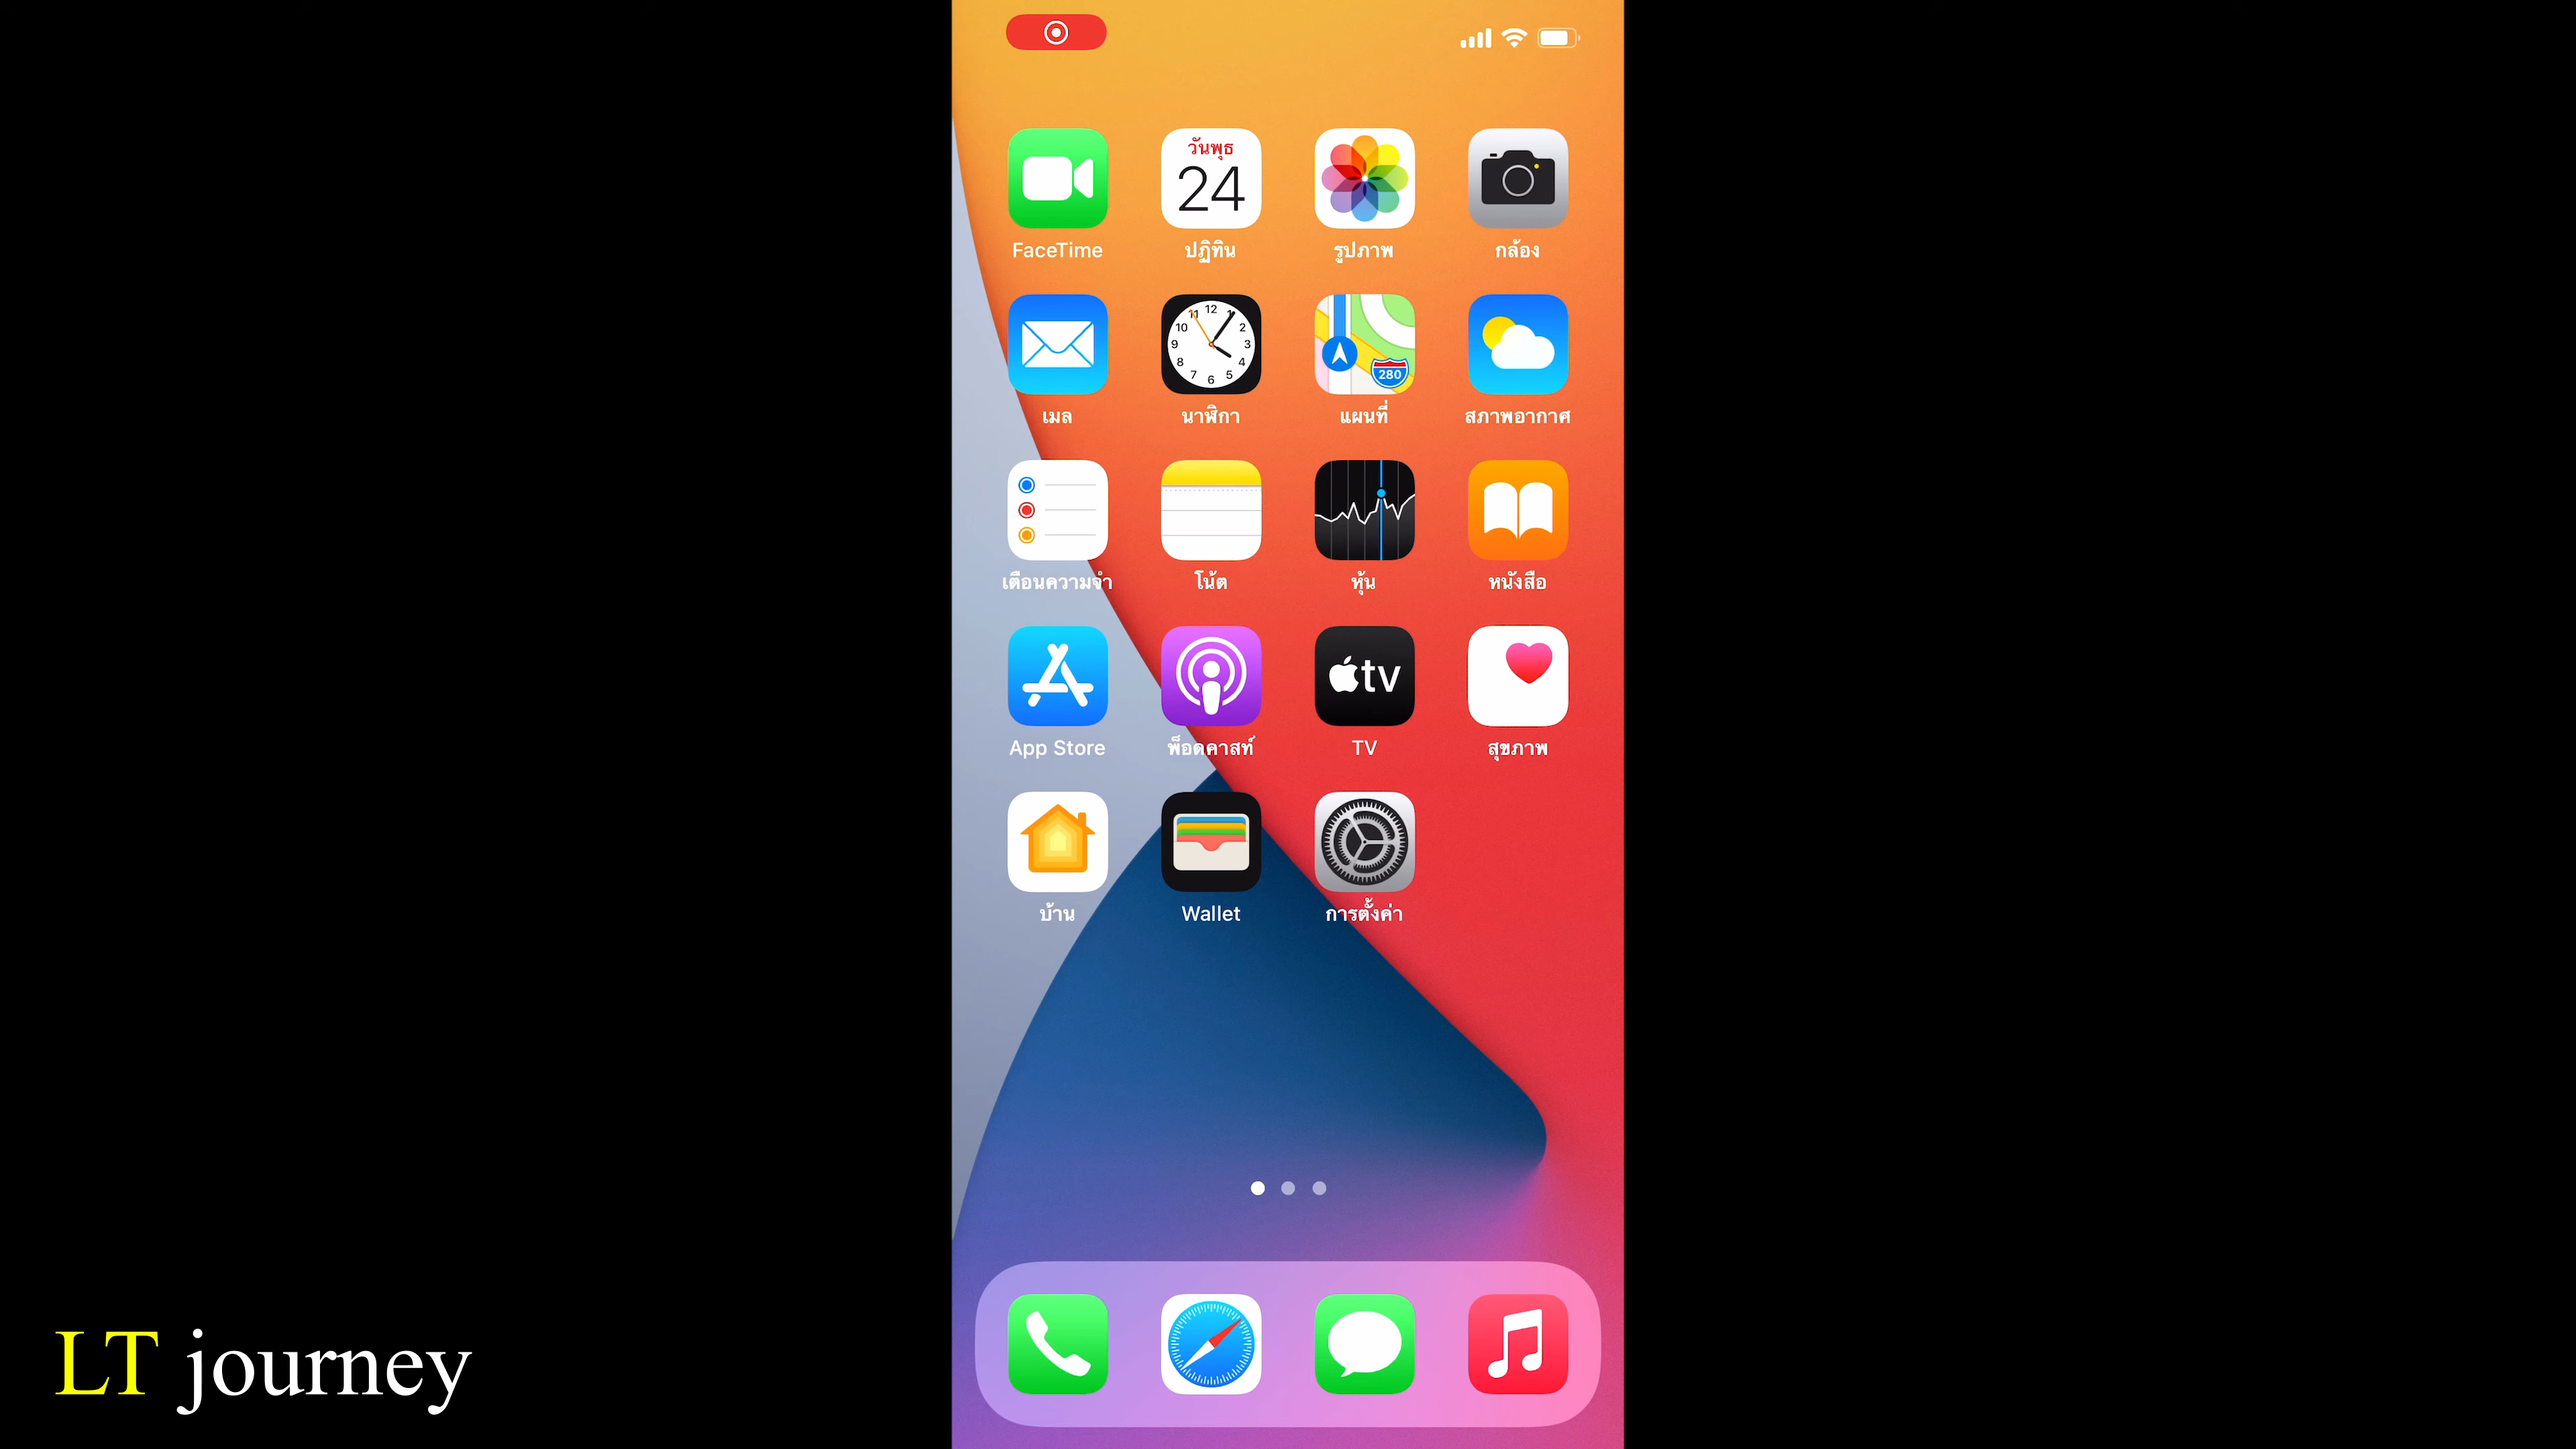 วันพุธ
24
FaceTime ปฏิทิน รูปภาพ กล้อง
12
11 1
10 2
9 3
8 4
7 5
6
280
เมล นาฬิกา แผนที่ สภาพอากาศ
เตือนความจำ โน้ต หุ้น หนังสือ
tv
App Store พ็อดคาสท์ TV สุขภาพ
บ้าน Wallet การตั้งค่า
LT journey